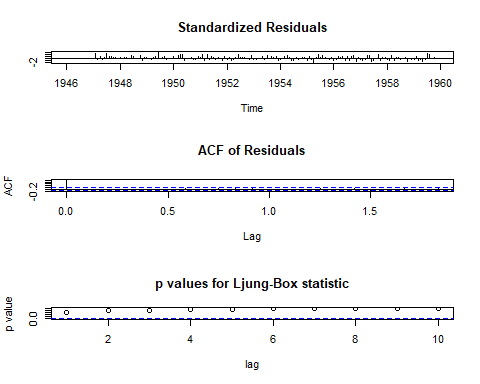 Standardized Residuals
-2
1946 1948 1950 1952 1954 1956 1958 1960
Time
ACF of Residuals
ACF
-0.2
0.0 0.5 1.0 1.5
Lag
p values for Ljung-Box statistic
p value
0.0
2 4 6 8 10
lag